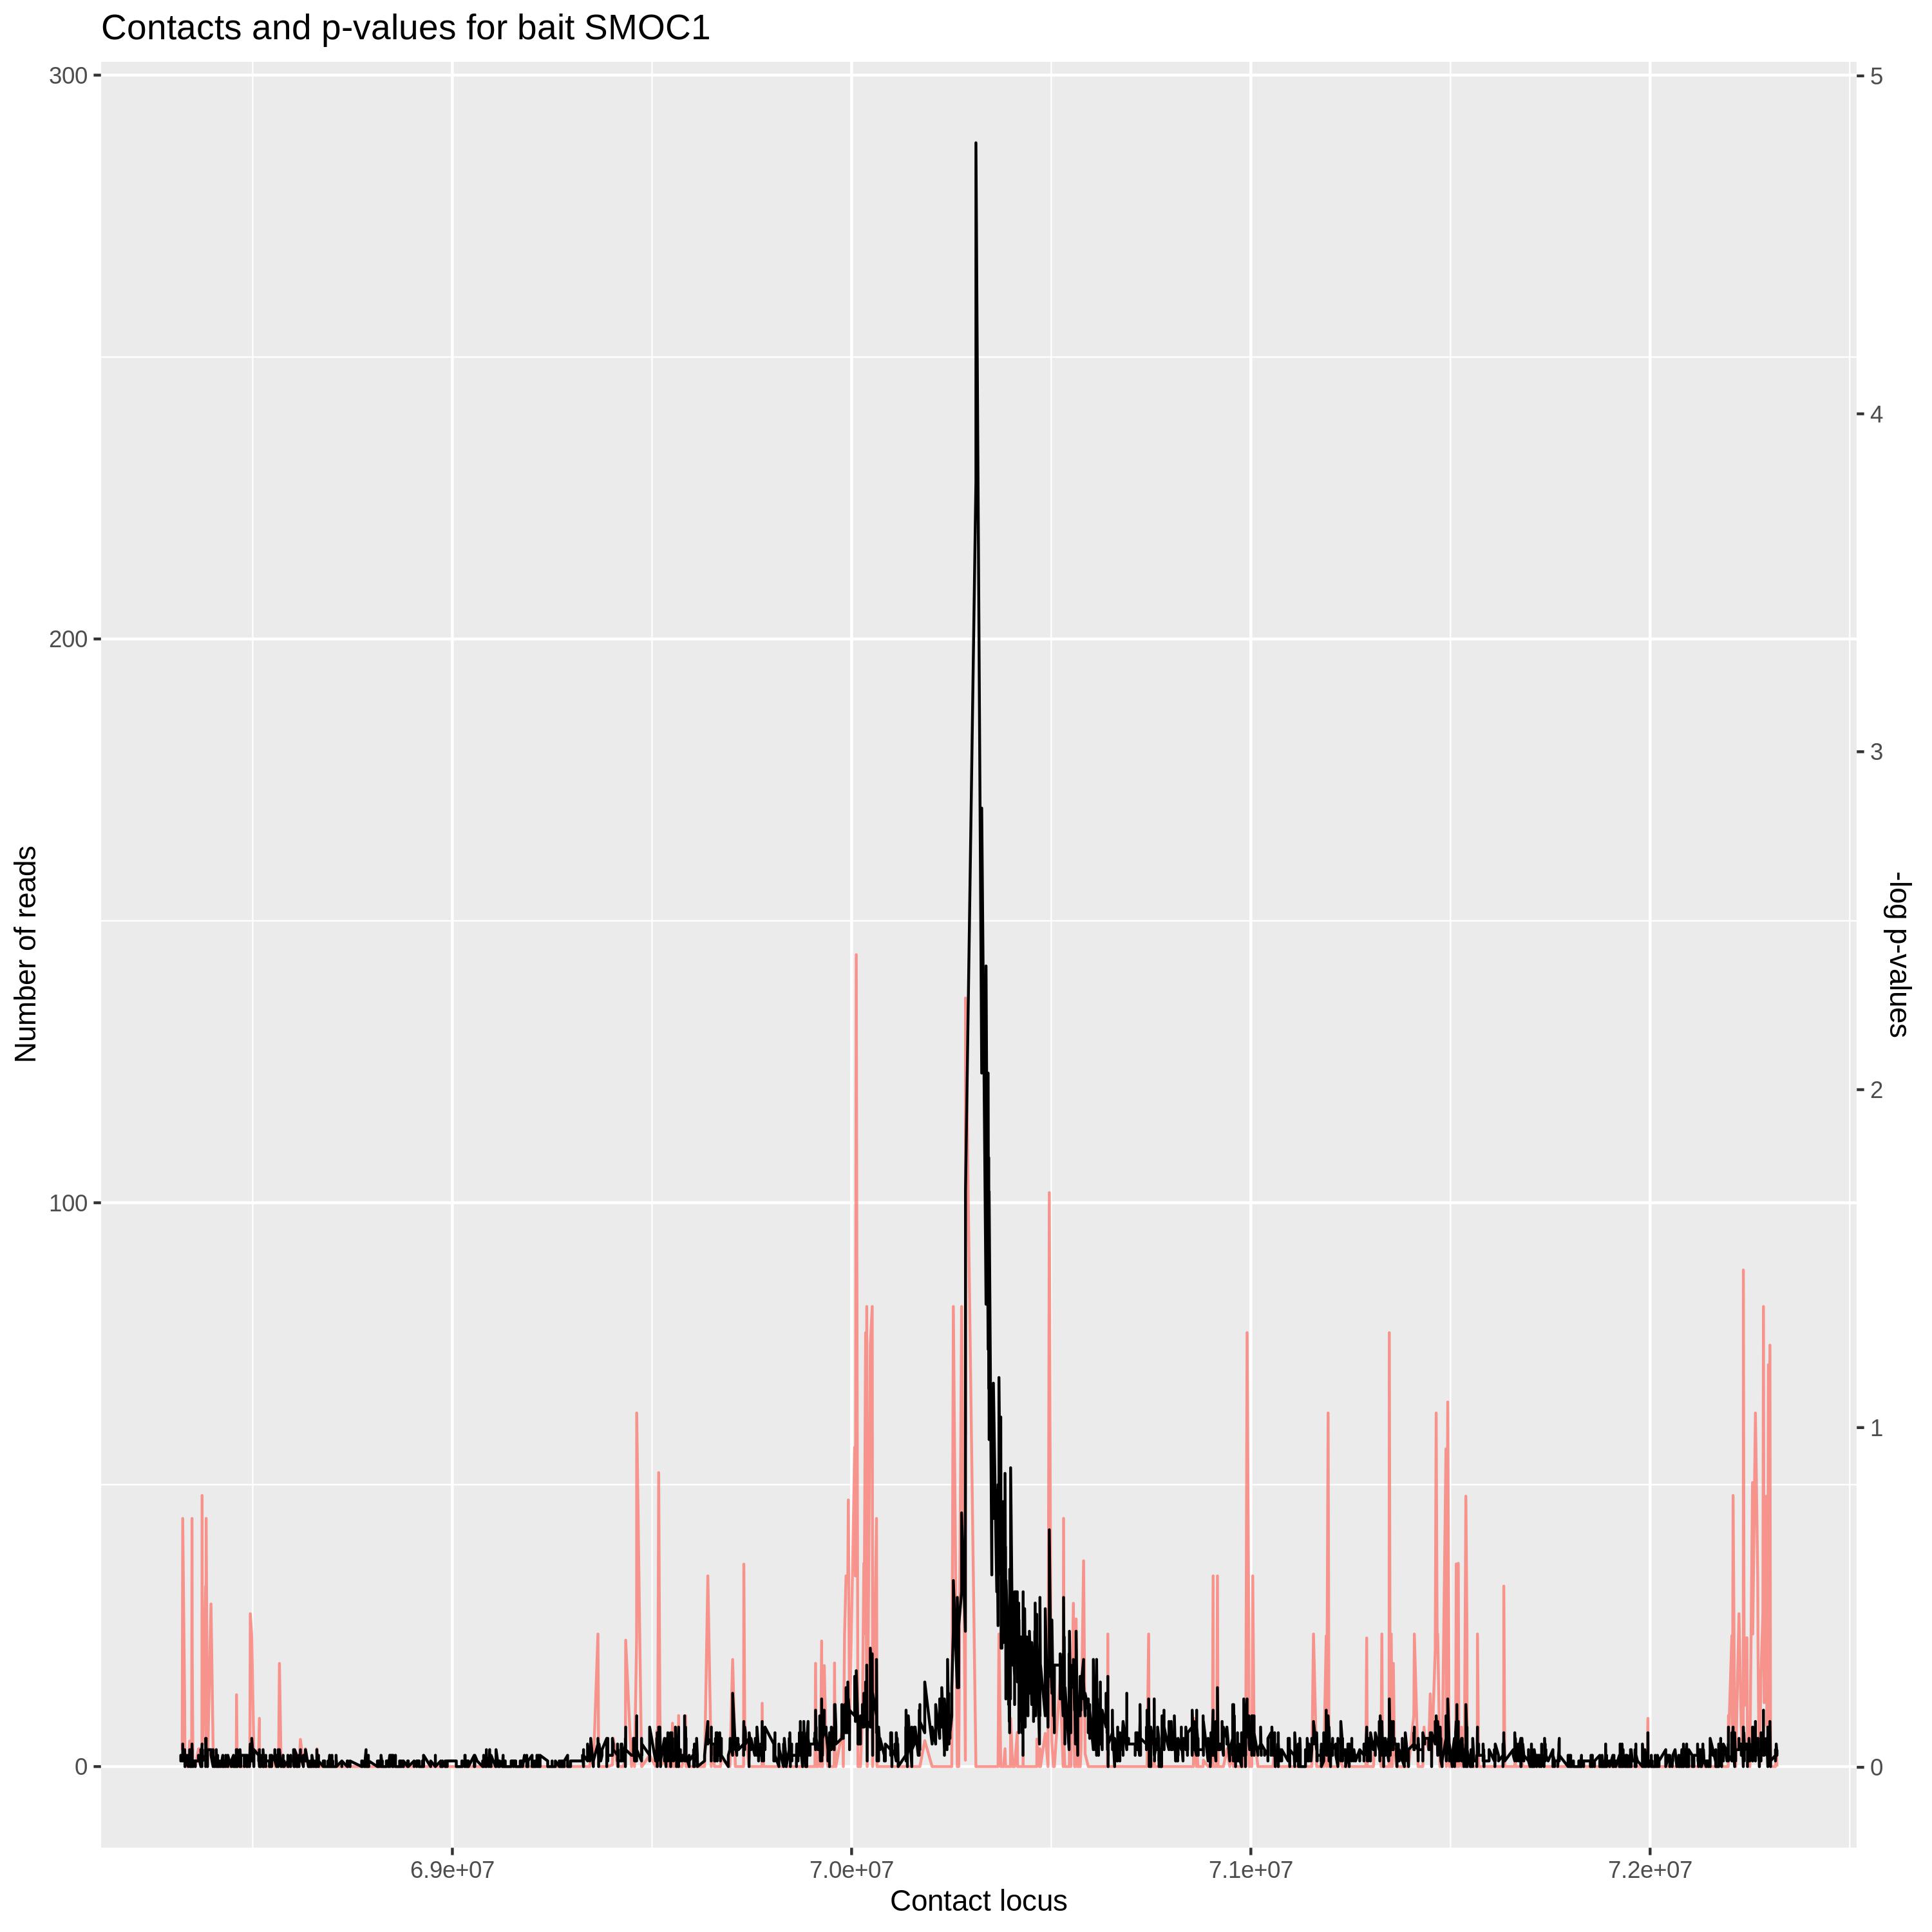 Contacts and p-values for bait SMOC1
300
200
100
0
Number of reads
5
4
3
2
1
0
-log p-values
6.9e+07 7.0e+07 7.1e+07 7.2e+07
Contact locus